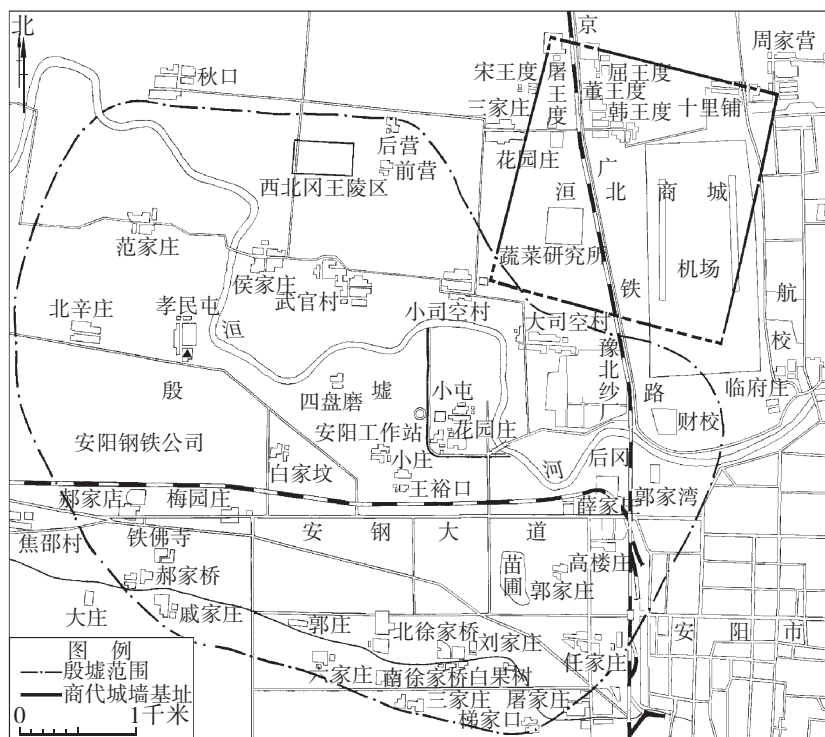 北
京
周家营
秋口
宋王度
屠王度
屈王度
董王度
韩王度
十里铺
三家庄
后营
前营
花园庄
西北冈王陵区
广
洹
北
商
城
范家庄
蔬菜研究所
机场
侯家庄
武官村
铁
航校
北辛庄
孝民屯
洹
小司空村
大司空村
豫北纱厂
临府庄
殷
四盘磨
墟
小屯
路
财校
安阳钢铁公司
安阳工作站
花园庄
白家坟
小庄
河
后冈
王裕口
郝家店
梅园庄
薛家庄
郭家湾
焦邵村
铁佛寺
安
钢
大
道
苗圃
高楼庄
郝家桥
郭家庄
大庄
戚家庄
郭庄
北徐家桥
刘家庄
安
阳
市
任家庄
图 例
殷墟范围
商代城墙基址
0
1千米
南徐家桥
白果树
三家庄
屠家庄
梯家口